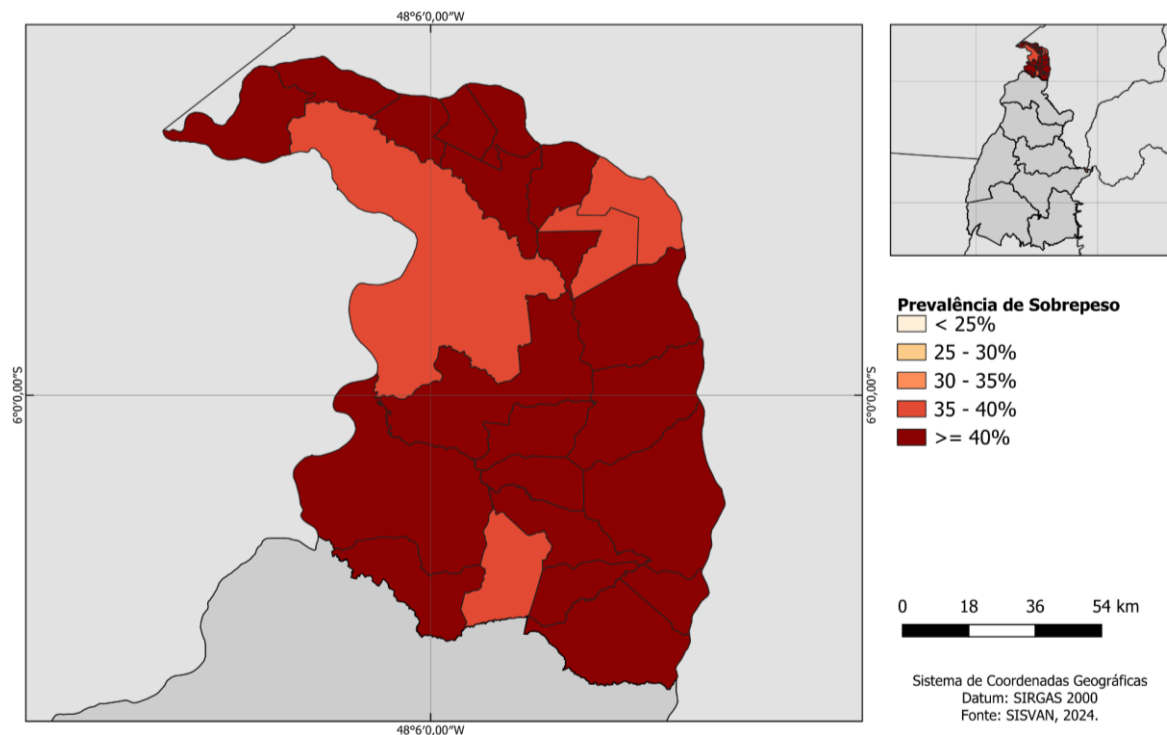 48°6′0,00″W
6°0′0,00″S
6°0′0,00″S
48°6′0,00″W
Prevalência de Sobrepeso
< 25%
25 - 30%
30 - 35%
35 - 40%
>= 40%
0 18 36 54 km
Sistema de Coordenadas Geográficas
Datum: SIRGAS 2000
Fonte: SISVAN, 2024.